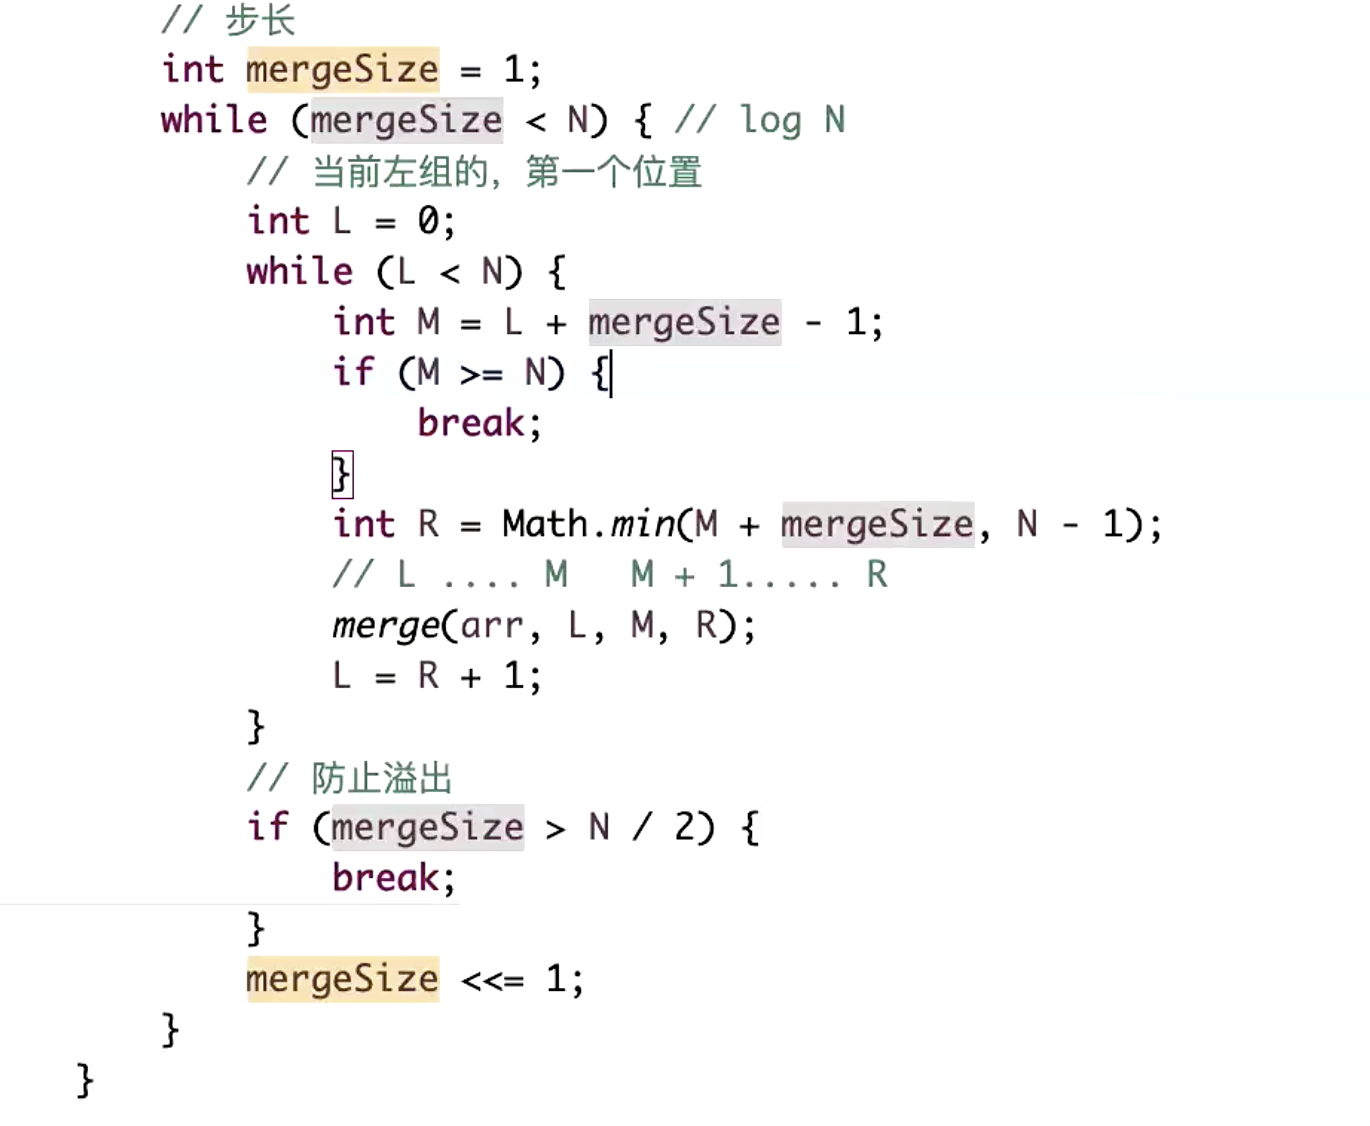 // 步长
int mergeSize = 1;
while (mergeSize < N) { // log N
// 当前左组的，第一个位置
int L = 0;
while (L < N) {
int M = L + mergeSize - 1;
if (M >= N) {
break;
}
int R = Math.min(M + mergeSize, N - 1);
// L .... M   M + 1..... R
merge(arr, L, M, R);
L = R + 1;
}
// 防止溢出
if (mergeSize > N / 2) {
break;
}
mergeSize <<= 1;
}
}